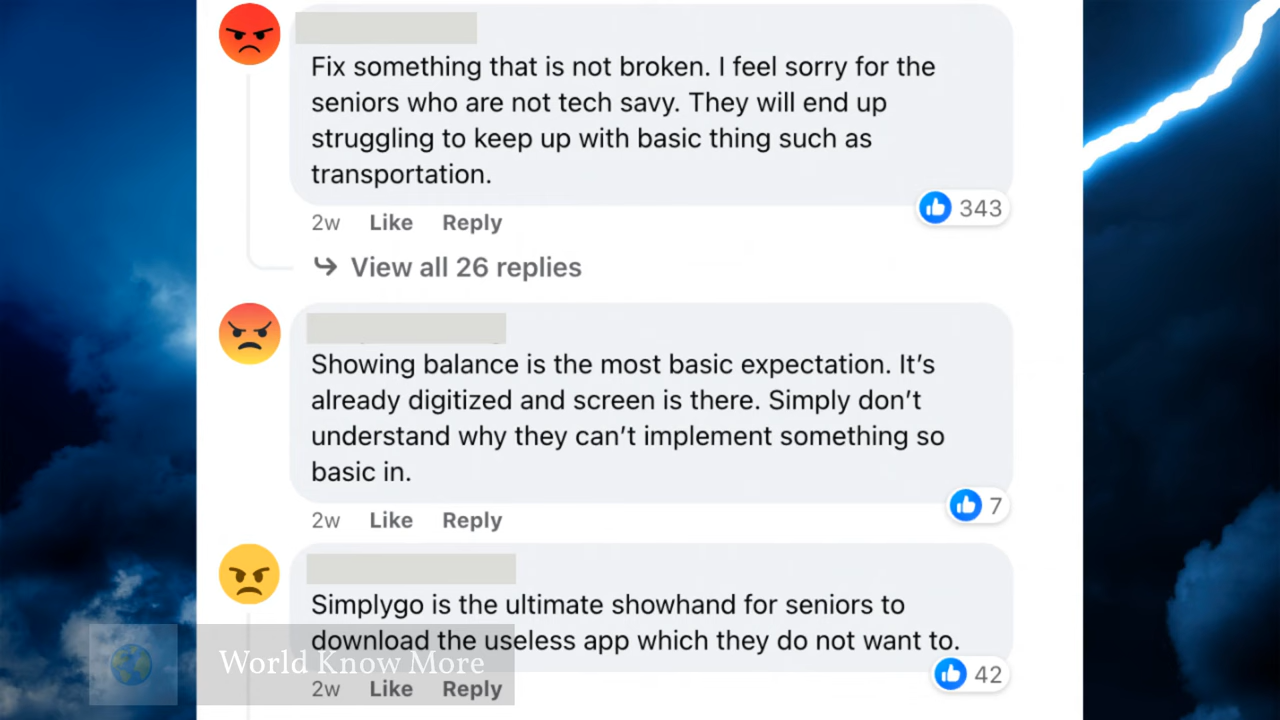 Fix something that is not broken. I feel sorry for the
seniors who are not tech savy. They will end up
struggling to keep up with basic thing such as
transportation.
343
2w Like Reply
View all 26 replies
Showing balance is the most basic expectation. It's
already digitized and screen is there. Simply don't
understand why they can't implement something so
basic in.
7
2w Like Reply
Simplygo is the ultimate showhand for seniors to
download the useless app which they do not want to.
World Know More
42
2w Like Reply